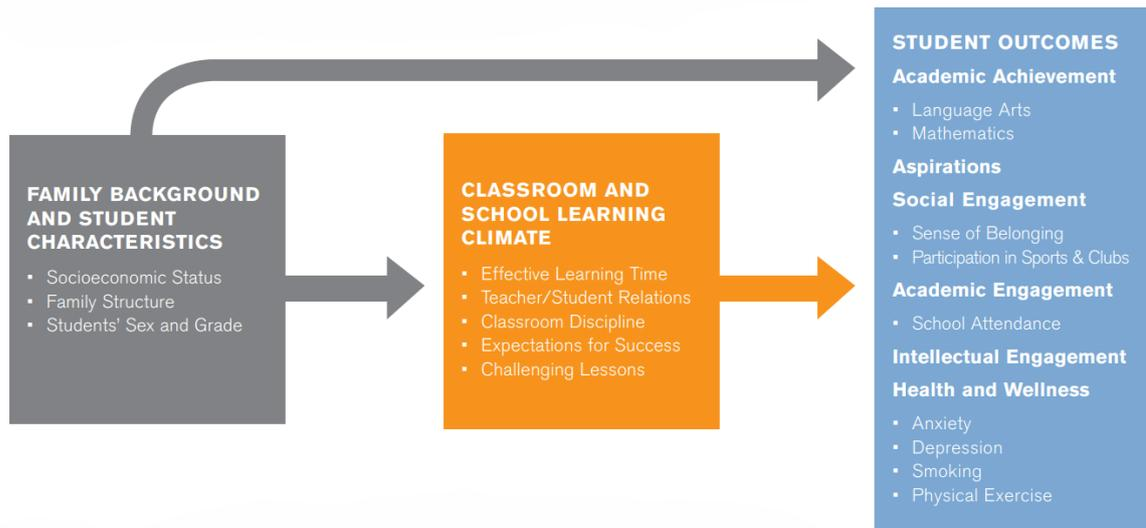 FAMILY BACKGROUND
AND STUDENT
CHARACTERISTICS
▪ Socioeconomic Status
▪ Family Structure
▪ Students’ Sex and Grade
CLASSROOM AND
SCHOOL LEARNING
CLIMATE
▪ Effective Learning Time
▪ Teacher/Student Relations
▪ Classroom Discipline
▪ Expectations for Success
▪ Challenging Lessons
STUDENT OUTCOMES
Academic Achievement
▪ Language Arts
▪ Mathematics
Aspirations
Social Engagement
▪ Sense of Belonging
▪ Participation in Sports & Clubs
Academic Engagement
▪ School Attendance
Intellectual Engagement
Health and Wellness
▪ Anxiety
▪ Depression
▪ Smoking
▪ Physical Exercise